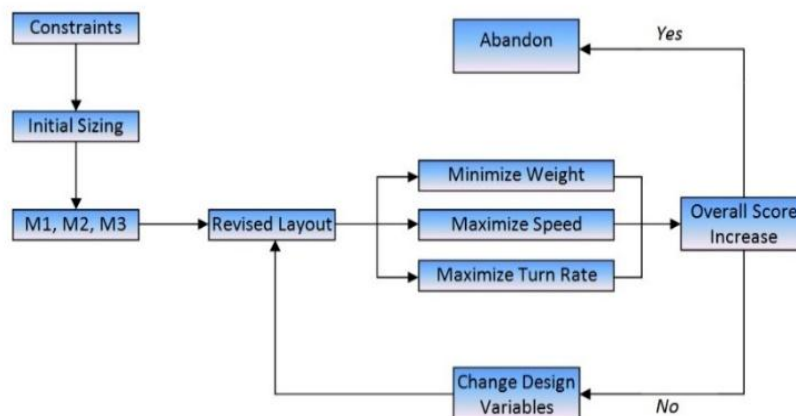 Constraints
Abandon
Yes
Initial Sizing
Minimize Weight
M1, M2, M3
Revised Layout
Maximize Speed
Overall Score
Increase
Maximize Turn Rate
Change Design
Variables
No